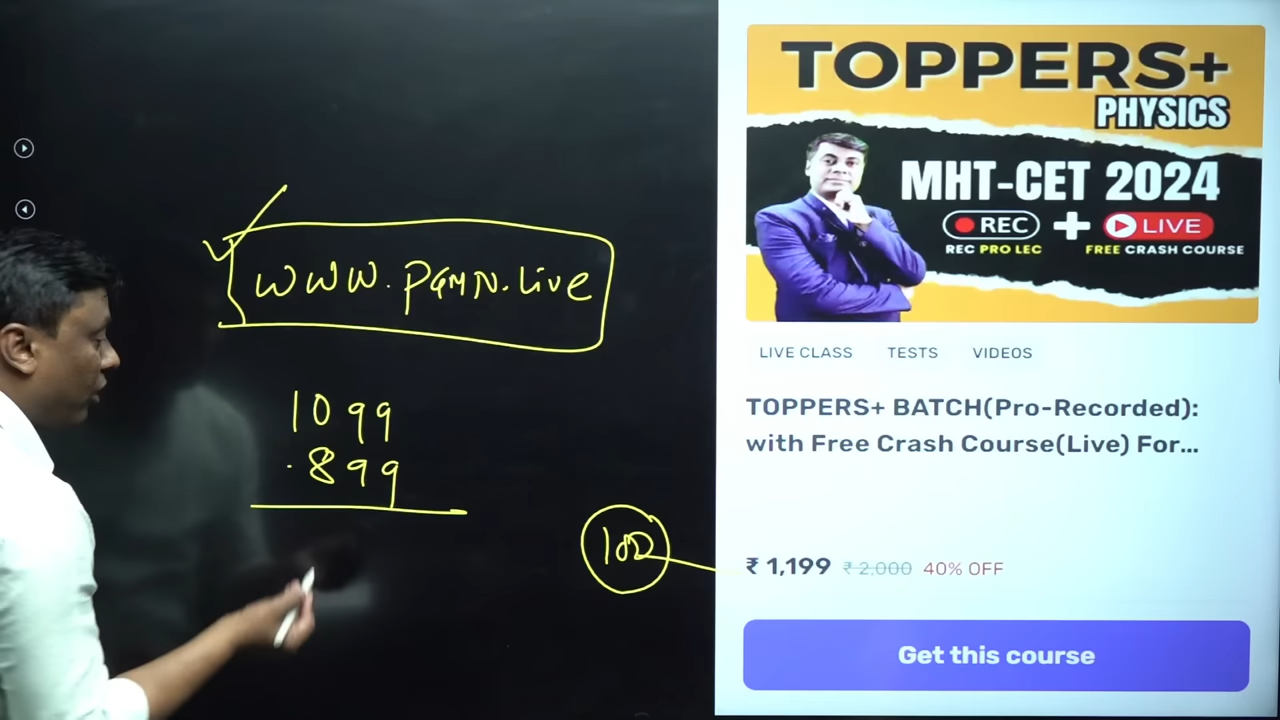 www.PGMN.Live
1099
.899
100
TOPPERS+
PHYSICS
MHT-CET 2024
REC + LIVE
REC PRO LEC FREE CRASH COURSE
LIVE CLASS TESTS VIDEOS
TOPPERS+ BATCH(Pro-Recorded):
with Free Crash Course(Live) For...
₹ 1,199 ₹ 2,000 40% OFF
Get this course